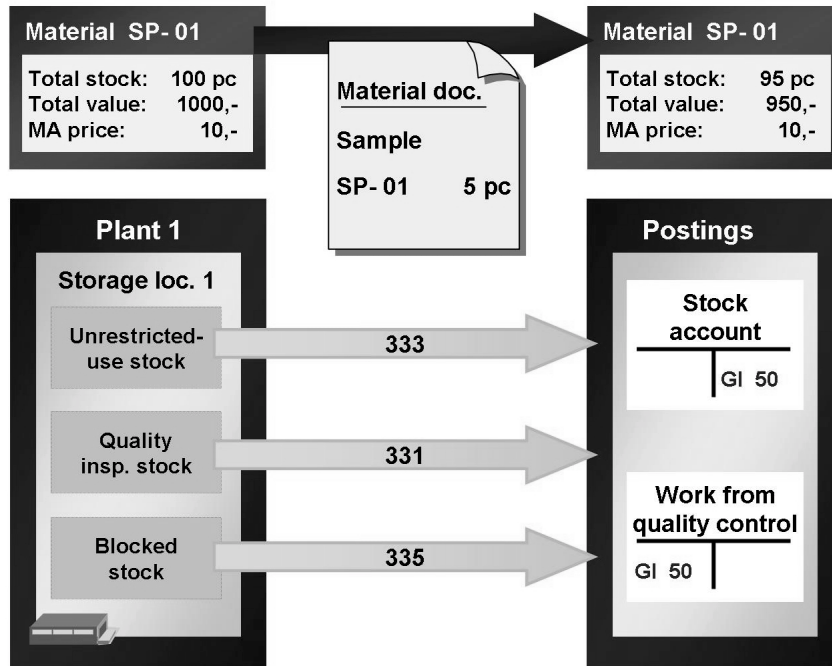 Material SP- 01
Total stock: 100 pc
Total value: 1000,-
MA price: 10,-
Material doc.
Sample
SP- 01 5 pc
Material SP- 01
Total stock: 95 pc
Total value: 950,-
MA price: 10,-
Plant 1
Storage loc. 1
Unrestricted-
use stock
Quality
insp. stock
Blocked
stock
333
331
335
Postings
Stock
account
GI 50
Work from
quality control
GI 50